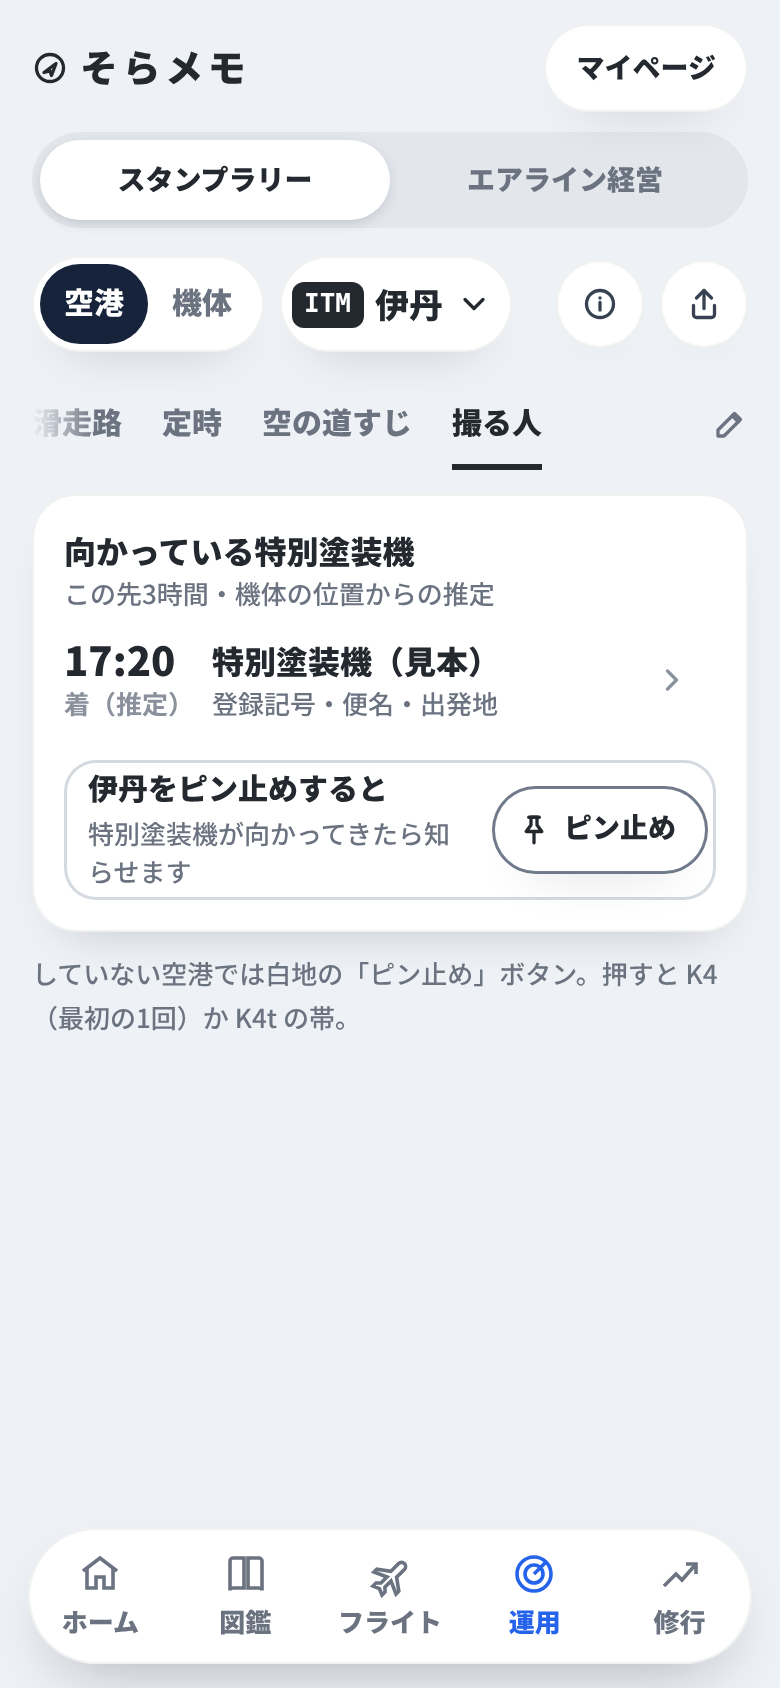 そらメモ
マイページ
スタンプラリー
エアライン経営
空港
機体
ITM 伊丹
滑走路
定時
空の道すじ
撮る人
向かっている特別塗装機
この先3時間・機体の位置からの推定
17:20
特別塗装機（見本）
着（推定）
登録記号・便名・出発地
伊丹をピン止めすると
特別塗装機が向かってきたら知
らせます
ピン止め
していない空港では白地の「ピン止め」ボタン。押すと K4
（最初の1回）か K4t の帯。
ホーム
図鑑
フライト
運用
修行